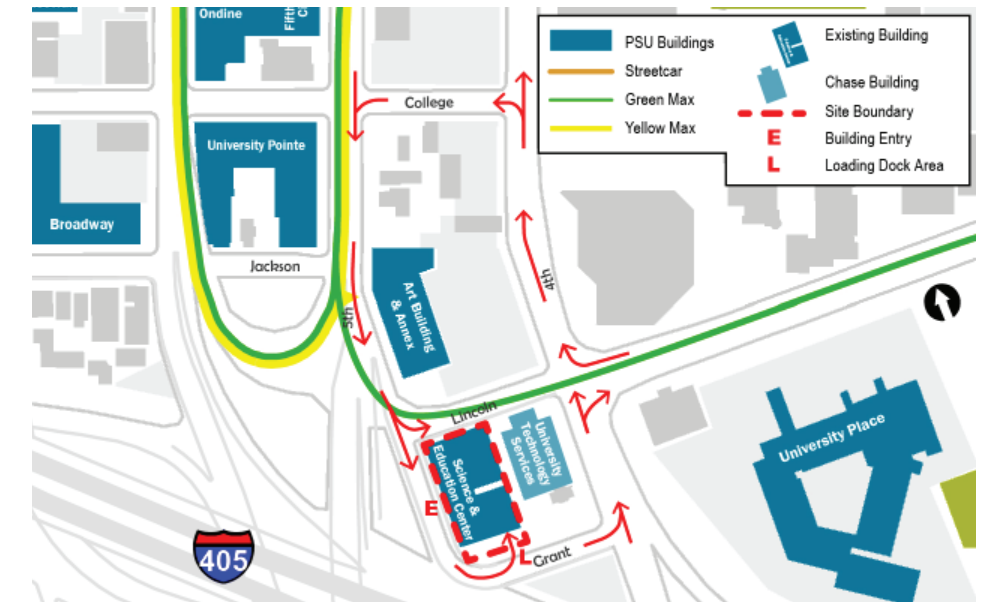 Ondine
Fifth
PSU Buildings
Streetcar
Green Max
Yellow Max
Existing Building
Chase Building
Site Boundary
E
Building Entry
L
Loading Dock Area
College
University Pointe
Broadway
Jackson
5th
4th
Art Building
& Annex
Lincoln
University
Technology
Services
Science &
Education Center
E
L
Grant
University Place
405